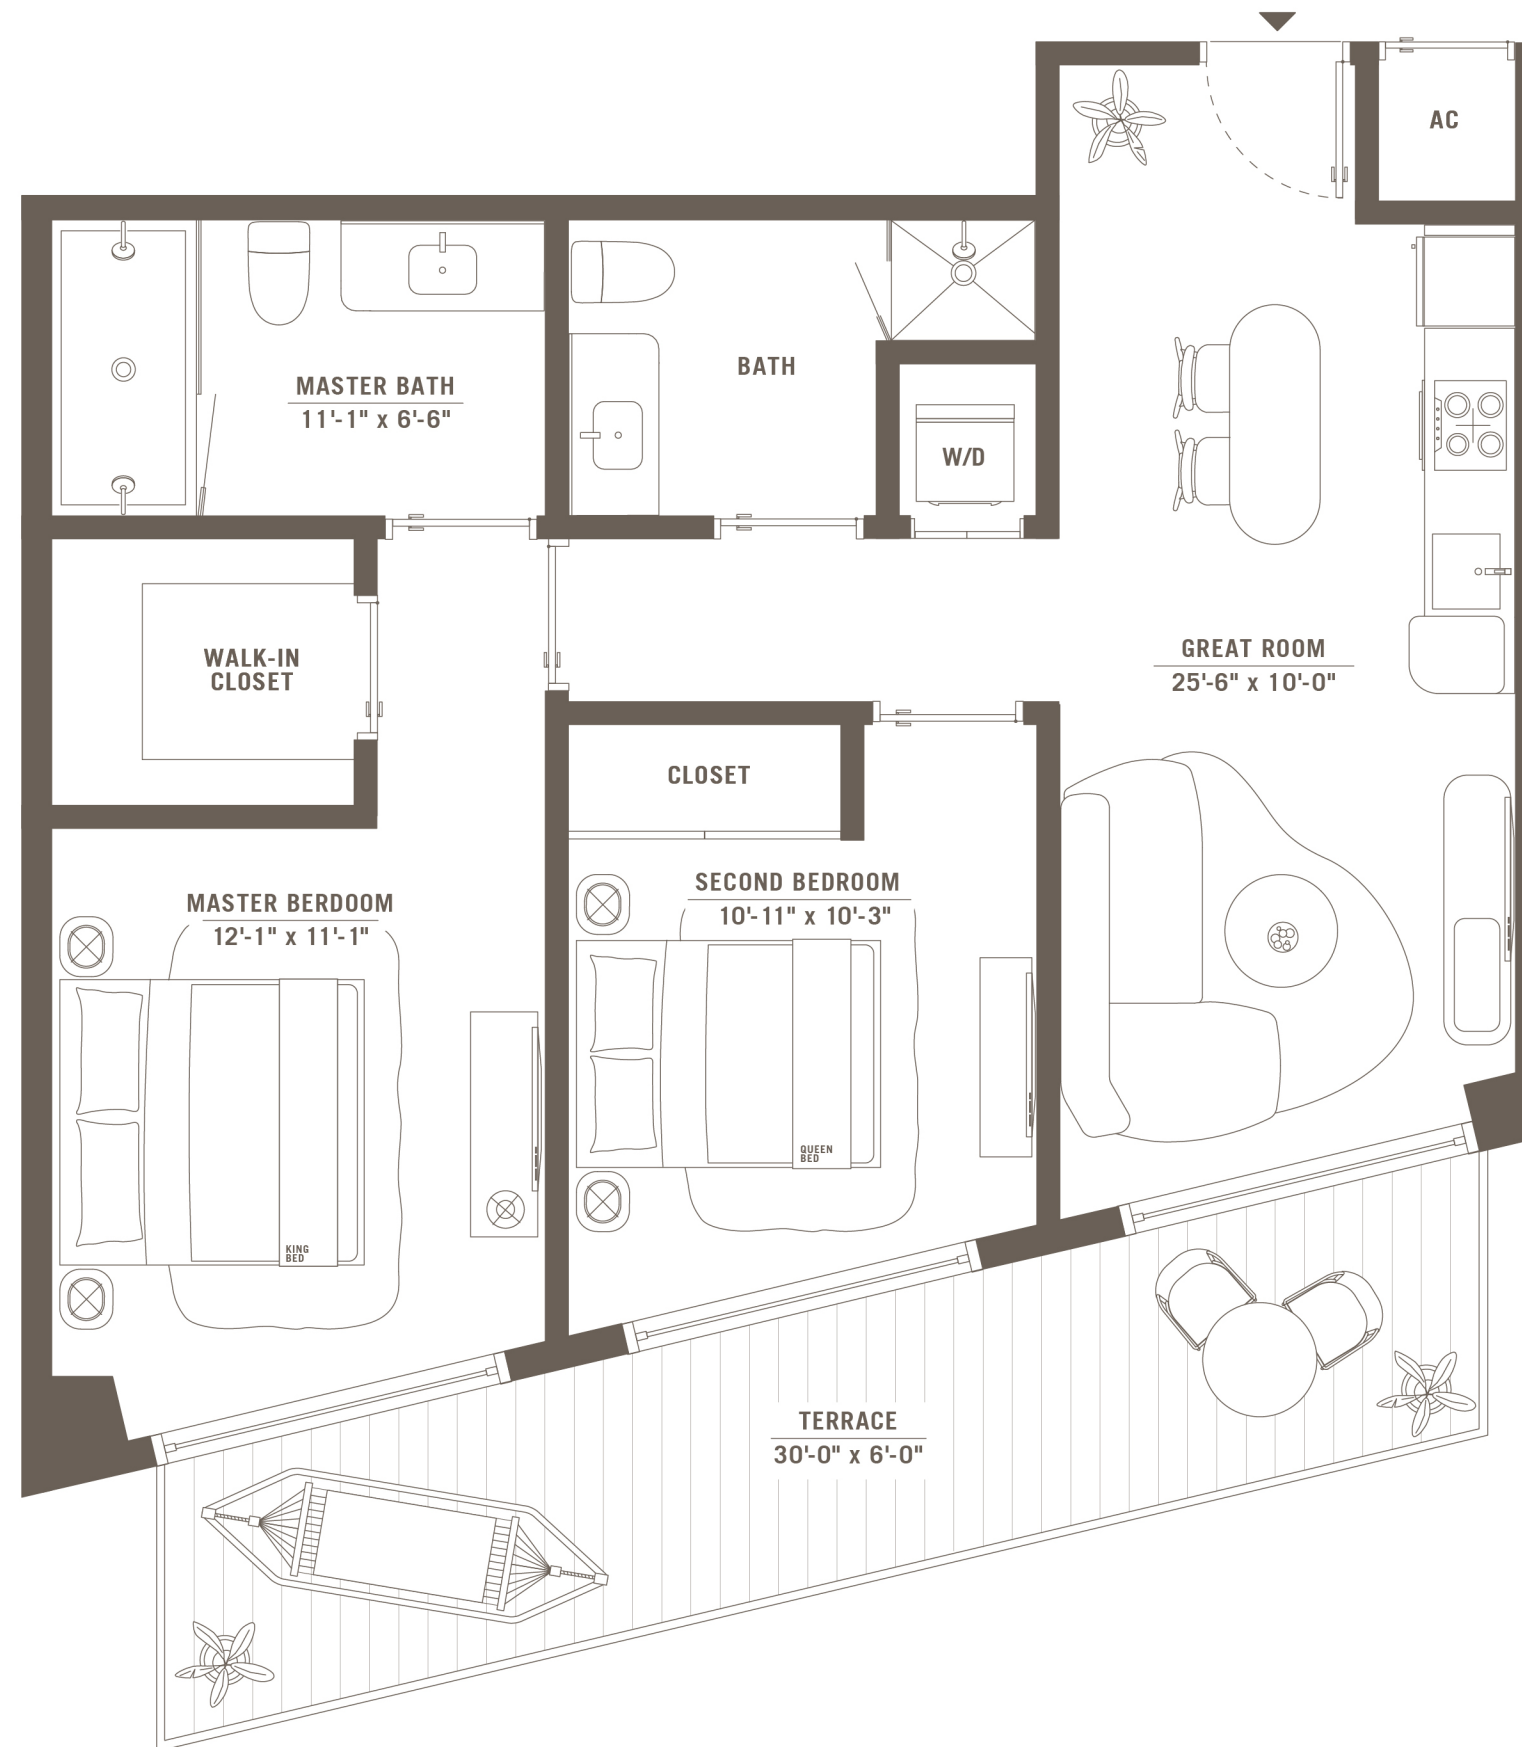 AC
MASTER BATH
11'-1" x 6'-6"
BATH
W/D
WALK-IN
CLOSET
GREAT ROOM
25'-6" x 10'-0"
CLOSET
MASTER BERDOOM
12'-1" x 11'-1"
SECOND BEDROOM
10'-11" x 10'-3"
QUEEN
BED
KING
BED
TERRACE
30'-0" x 6'-0"